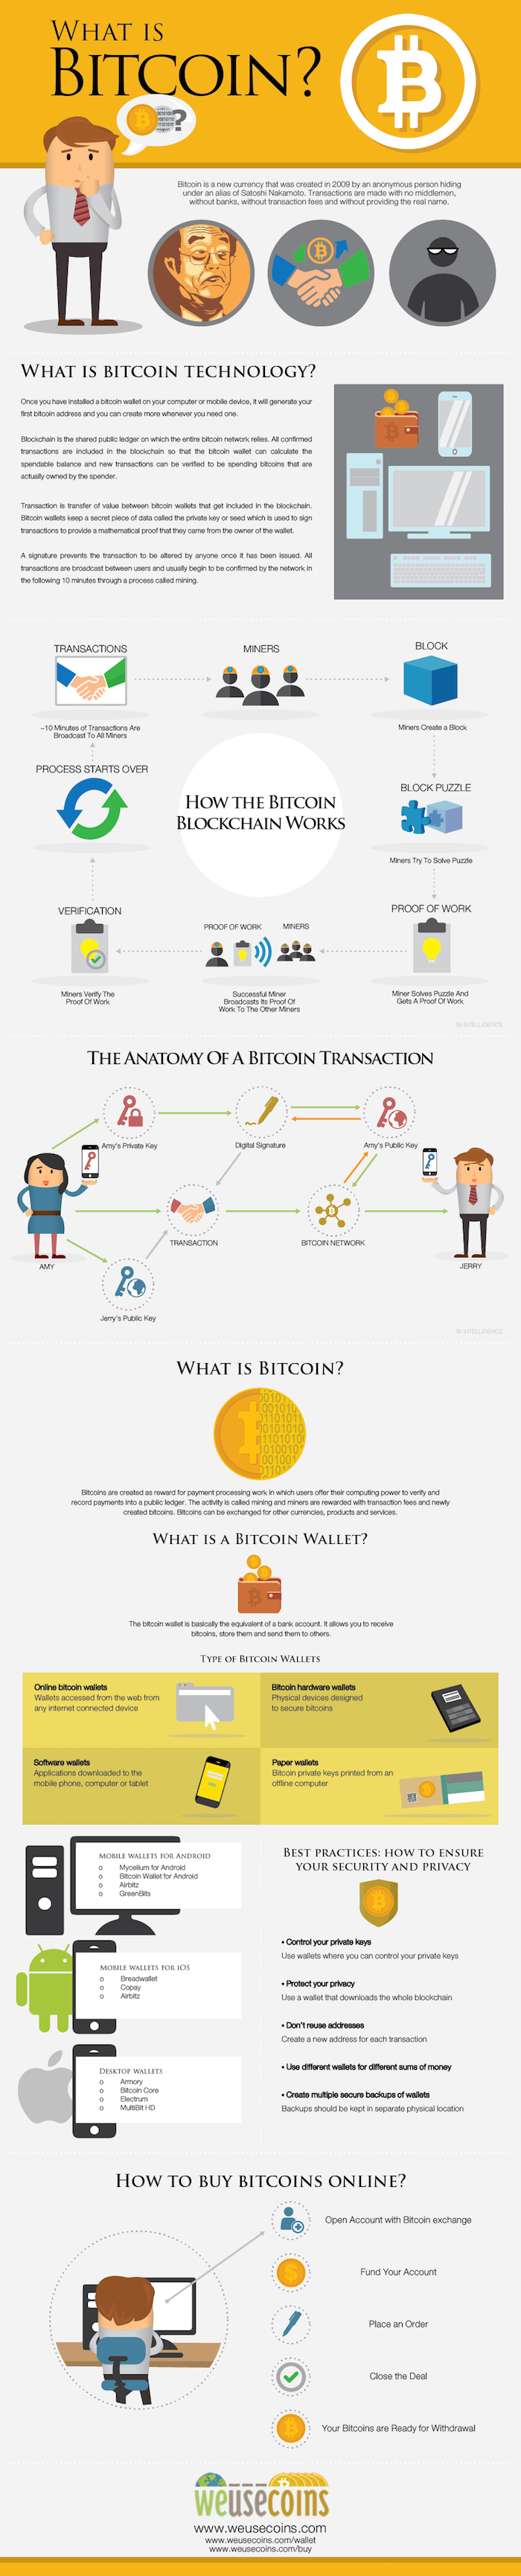 WHAT IS
BITCOIN?
?
Bitcoin is a new currency that was created in 2009 by an anonymous person hiding
under an alias of Satoshi Nakamoto. Transactions are made with no middlemen,
without banks, without transaction fees and without providing the real name.
WHAT IS BITCOIN TECHNOLOGY?
Once you have installed a bitcoin wallet on your computer or mobile device, it will generate your
first bitcoin address and you can create more whenever you need one.
Blockchain is the shared public ledger on which the entire bitcoin network relies. All confirmed
transactions are included in the blockchain so that the bitcoin wallet can calculate the
spendable balance and new transactions can be verified to be spending bitcoins that are
actually owned by the spender.
Transaction is transfer of value between bitcoin wallets that get included in the blockchain.
Bitcoin wallets keep a secret piece of data called the private key or seed which is used to sign
transactions to provide a mathematical proof that they came from the owner of the wallet.
A signature prevents the transaction to be altered by anyone once it has been issued. All
transactions are broadcast between users and usually begin to be confirmed by the network in
the following 10 minutes through a process called mining.
TRANSACTIONS
MINERS
BLOCK
~10 Minutes of Transactions Are
Broadcast To All Miners
Miners Create a Block
PROCESS STARTS OVER
HOW THE BITCOIN
BLOCKCHAIN WORKS
BLOCK PUZZLE
Miners Try To Solve Puzzle
VERIFICATION
PROOF OF WORK
MINERS
PROOF OF WORK
Miners Verify The
Proof Of Work
Successful Miner
Broadcasts Its Proof Of
Work To The Other Miners
Miner Solves Puzzle And
Gets A Proof Of Work
BI INTELLIGENCE
THE ANATOMY OF A BITCOIN TRANSACTION
Amy's Private Key
Digital Signature
Amy's Public Key
TRANSACTION
BITCOIN NETWORK
AMY
JERRY
Jerry's Public Key
BI INTELLIGENCE
WHAT IS BITCOIN?
Bitcoins are created as reward for payment processing work in which users offer their computing power to verify and
record payments into a public ledger. The activity is called mining and miners are rewarded with transaction fees and newly
created bitcoins. Bitcoins can be exchanged for other currencies, products and services.
WHAT IS A BITCOIN WALLET?
The bitcoin wallet is basically the equivalent of a bank account. It allows you to receive
bitcoins, store them and send them to others.
TYPE OF BITCOIN WALLETS
Online bitcoin wallets
Wallets accessed from the web from
any internet connected device
Bitcoin hardware wallets
Physical devices designed
to secure bitcoins
Software wallets
Applications downloaded to the
mobile phone, computer or tablet
Paper wallets
Bitcoin private keys printed from an
offline computer
MOBILE WALLETS FOR ANDROID
o Mycelium for Android
o Bitcoin Wallet for Android
o Airbitz
o GreenBits
MOBILE WALLETS FOR IOS
o Breadwallet
o Copay
o Airbitz
DESKTOP WALLETS
o Armory
o Bitcoin Core
o Electrum
o MultiBit HD
BEST PRACTICES: HOW TO ENSURE
YOUR SECURITY AND PRIVACY
• Control your private keys
Use wallets where you can control your private keys
• Protect your privacy
Use a wallet that downloads the whole blockchain
• Don't reuse addresses
Create a new address for each transaction
• Use different wallets for different sums of money
• Create multiple secure backups of wallets
Backups should be kept in separate physical location
HOW TO BUY BITCOINS ONLINE?
Open Account with Bitcoin exchange
Fund Your Account
Place an Order
Close the Deal
Your Bitcoins are Ready for Withdrawal
weusecoins
www.weusecoins.com
www.weusecoins.com/wallet
www.weusecoins.com/buy